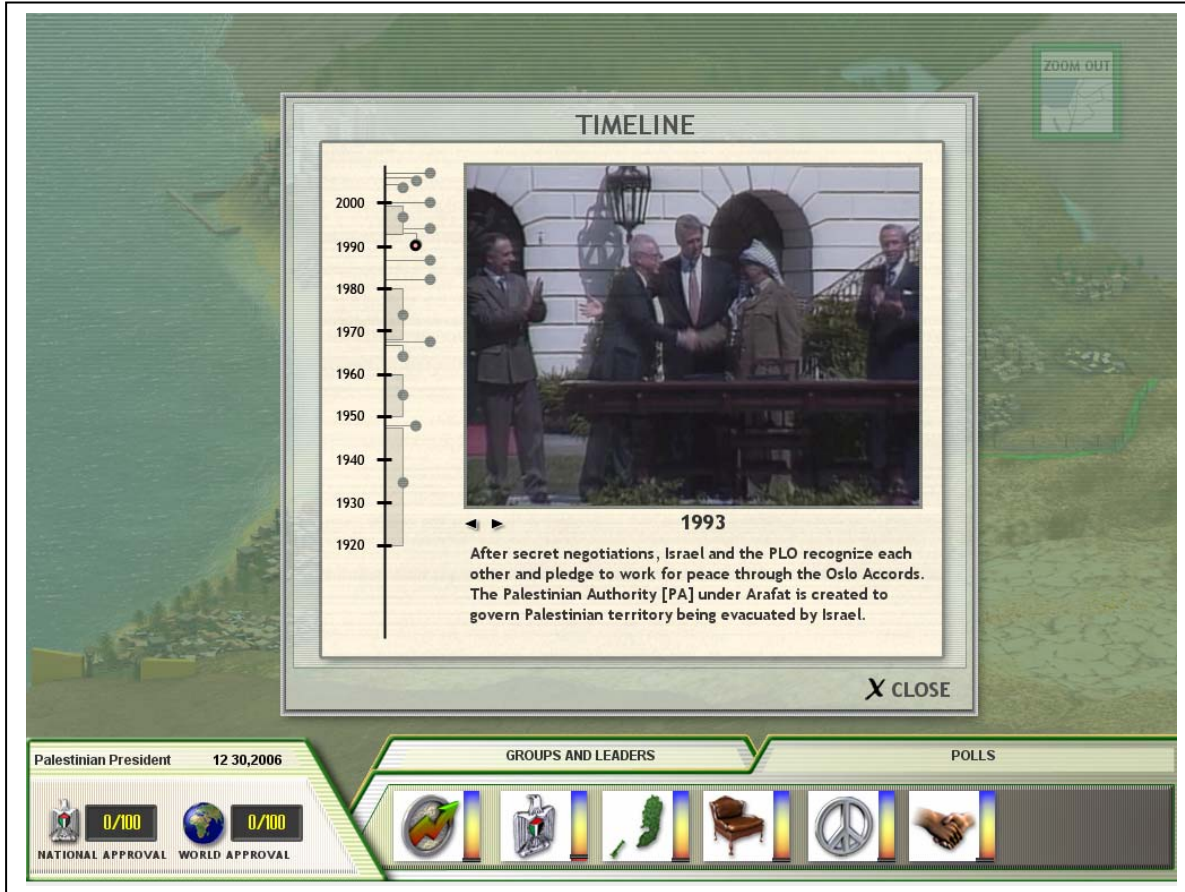 ZOOM OUT
TIMELINE
2000
1990
1980
1970
1960
1950
1940
1930
1920
1993
After secret negotiations, Israel and the PLO recognize each
other and pledge to work for peace through the Oslo Accords.
The Palestinian Authority [PA] under Arafat is created to
govern Palestinian territory being evacuated by Israel.
X CLOSE
Palestinian President 12 30,2006
GROUPS AND LEADERS
POLLS
0/100
0/100
NATIONAL APPROVAL WORLD APPROVAL